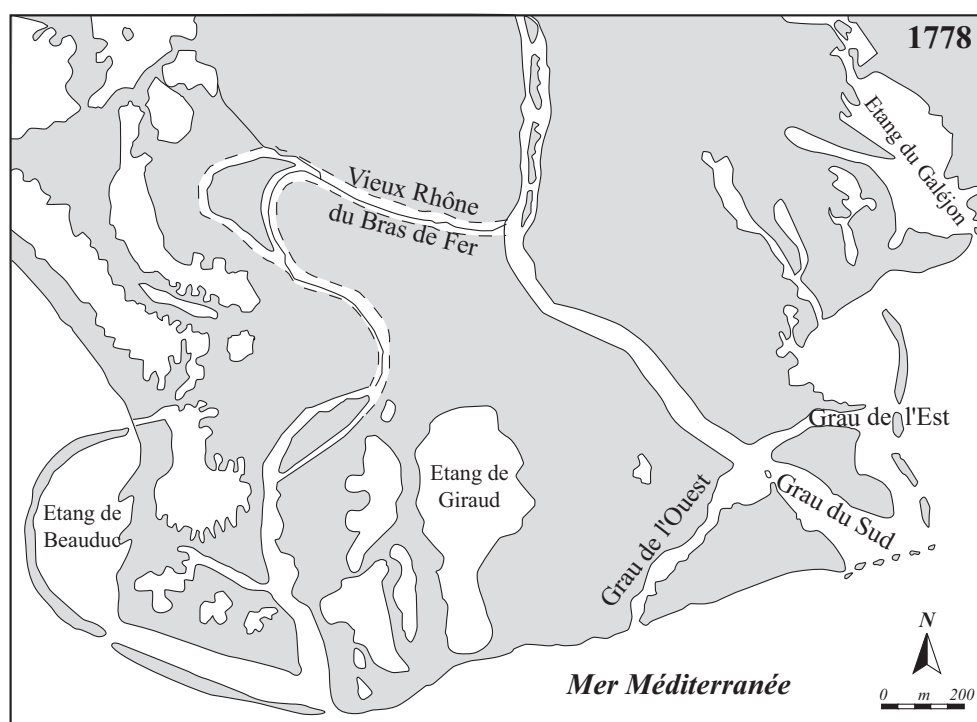 1778
Etang du Galéjon
Vieux Rhône
du Bras de Fer
Grau de l'Est
Etang de
Giraud
Etang de
Beauduc
Grau de l'Ouest
Grau du Sud
Mer Méditerranée
N
0 m 200